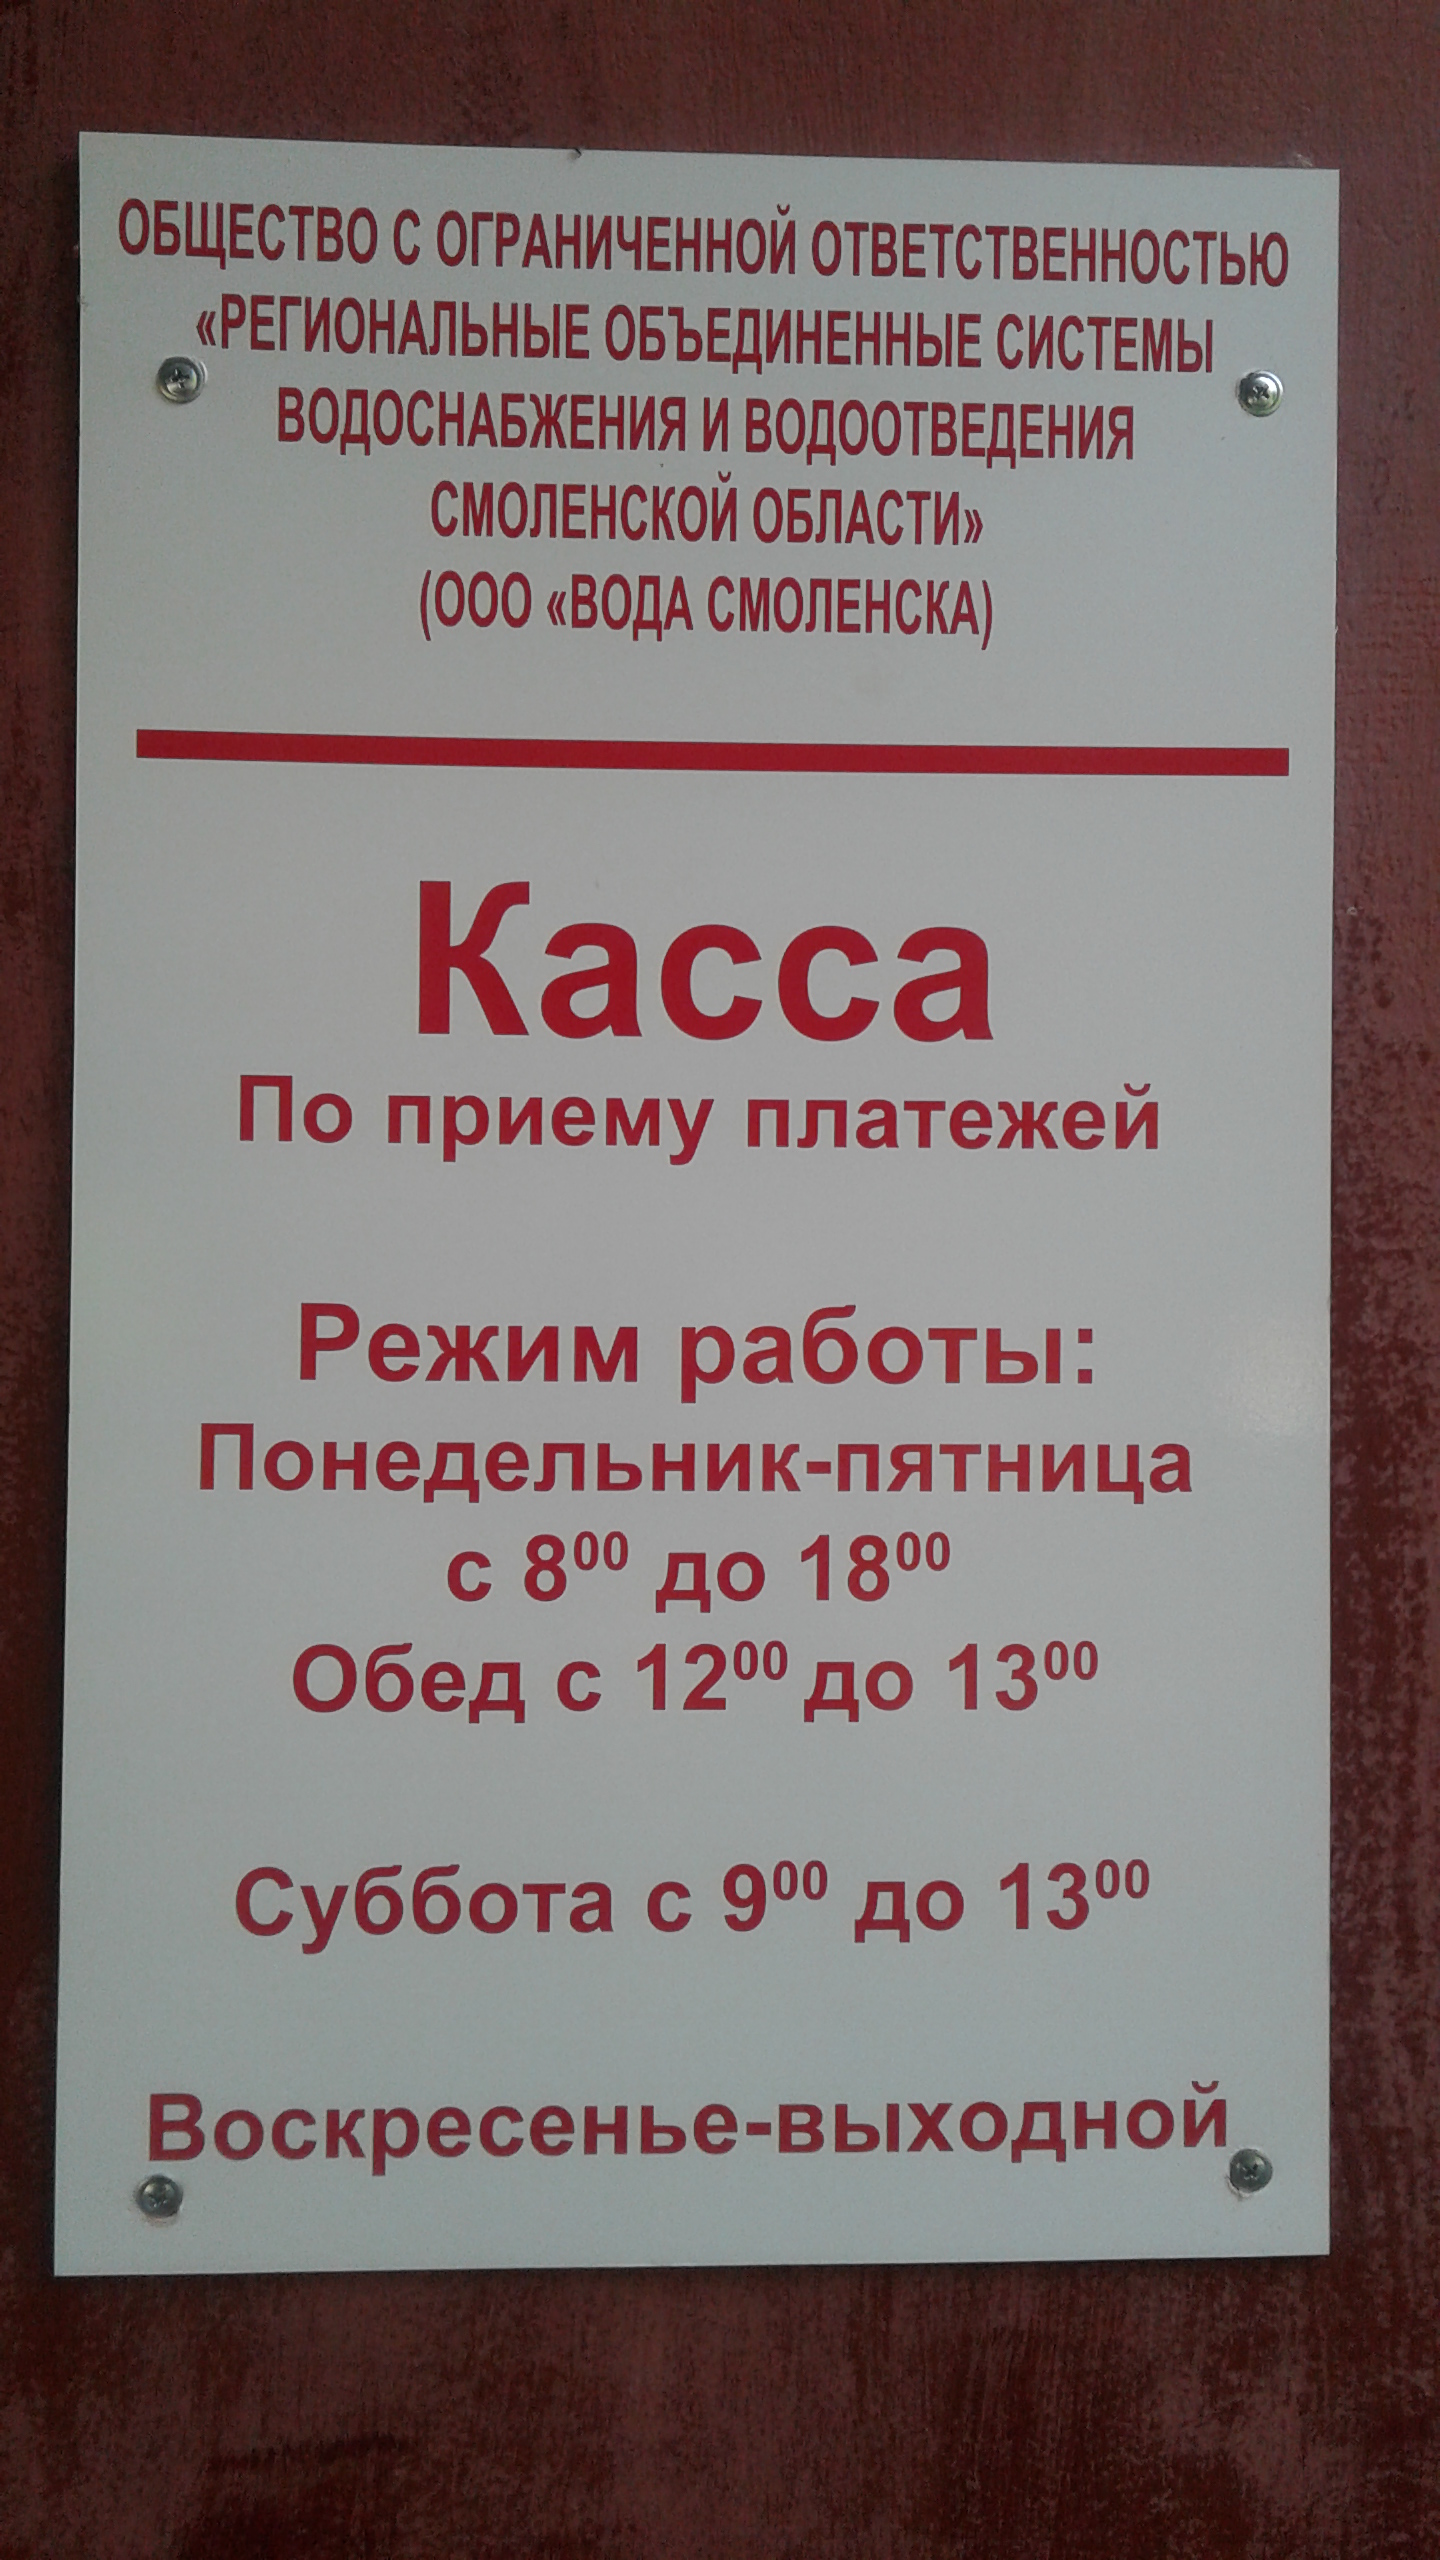 ОБЩЕСТВО С ОГРАНИЧЕННОЙ ОТВЕТСТВЕННОСТЬЮ
«РЕГИОНАЛЬНЫЕ ОБЪЕДИНЕННЫЕ СИСТЕМЫ
ВОДОСНАБЖЕНИЯ И ВОДООТВЕДЕНИЯ
СМОЛЕНСКОЙ ОБЛАСТИ»
(ООО «ВОДА СМОЛЕНСКА)
Касса
По приему платежей
Режим работы:
Понедельник-пятница
с 8⁰⁰ до 18⁰⁰
Обед с 12⁰⁰ до 13⁰⁰
Суббота с 9⁰⁰ до 13⁰⁰
Воскресенье-выходной